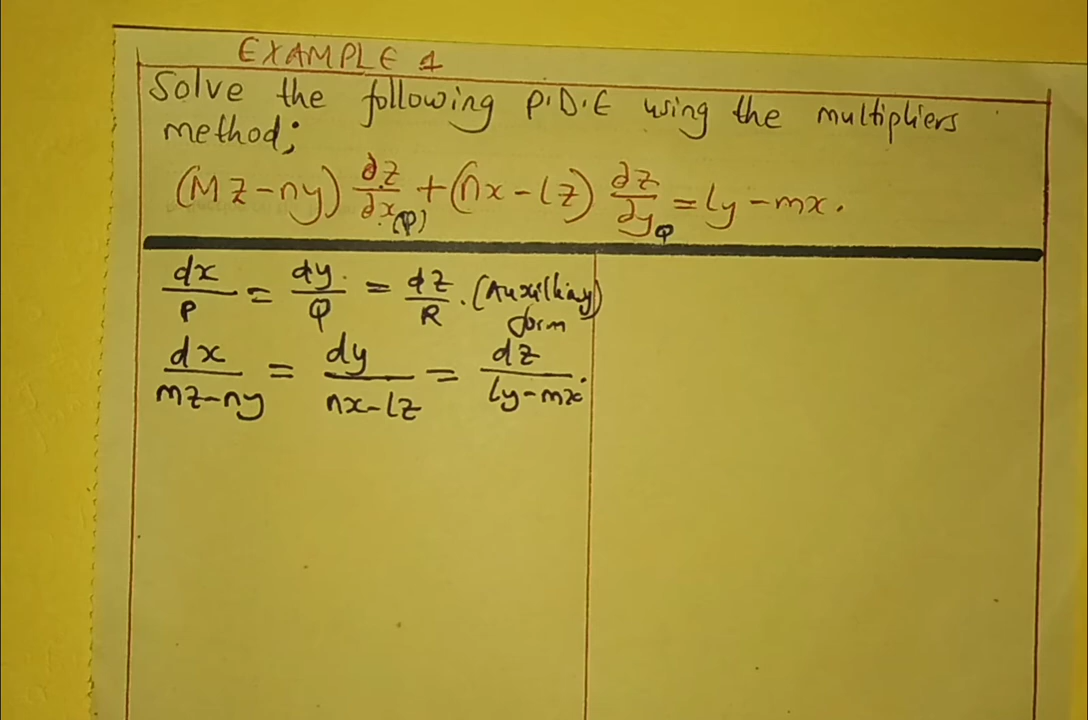 EXAMPLE 1
Solve the following P.D.E using the multipliers
method;
(Mz-ny) ∂z/∂x (P) + (nx-lz) ∂z/∂y Q = ly-mx.
dx/P = dy/Q = dz/R . (Auxilliary) form
dx/mz-ny = dy/nx-lz = dz/ly-mx